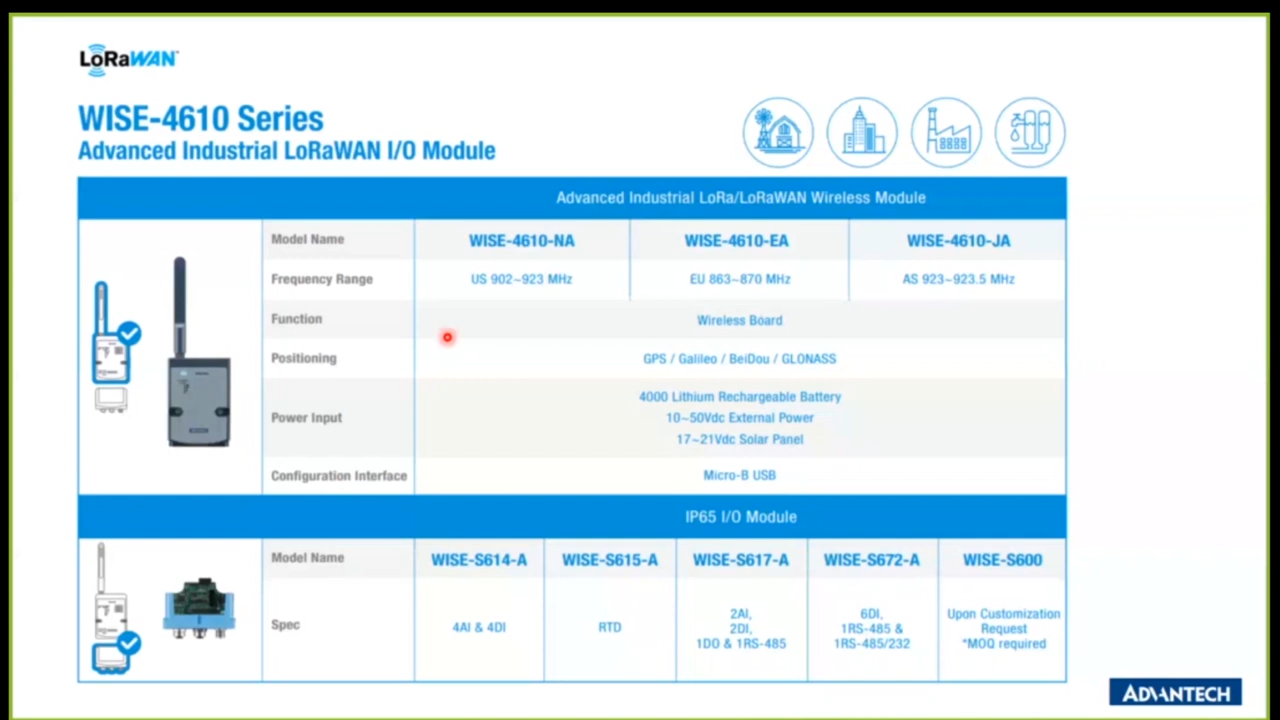 LoRaWAN
WISE-4610 Series
Advanced Industrial LoRaWAN I/O Module
Advanced Industrial LoRa/LoRaWAN Wireless Module
Model Name
WISE-4610-NA
WISE-4610-EA
WISE-4610-JA
Frequency Range
US 902~923 MHz
EU 863~870 MHz
AS 923~923.5 MHz
Function
Wireless Board
Positioning
GPS / Galileo / BeiDou / GLONASS
Power Input
4000 Lithium Rechargeable Battery
10~50Vdc External Power
17~21Vdc Solar Panel
Configuration Interface
Micro-B USB
IP65 I/O Module
Model Name
WISE-S614-A
WISE-S615-A
WISE-S617-A
WISE-S672-A
WISE-S600
Spec
4AI & 4DI
RTD
2AI,
2DI,
1DO & 1RS-485
6DI,
1RS-485 &
1RS-485/232
Upon Customization
Request
*MOQ required
ADVANTECH